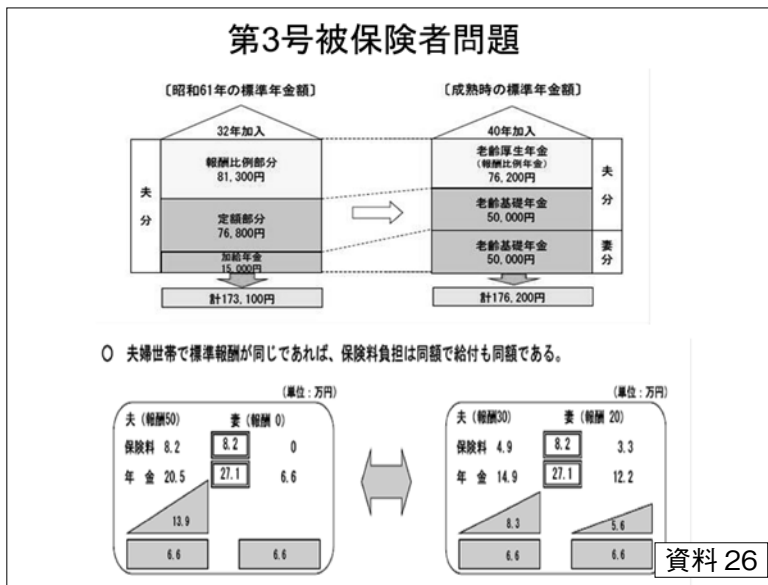 第3号被保険者問題
〔昭和61年の標準年金額〕
〔成熟時の標準年金額〕
32年加入
報酬比例部分
81,300円
夫
分
定額部分
76,800円
加給年金
15,000円
計173,100円
40年加入
老齢厚生年金
(報酬比例年金)
76,200円
夫
分
老齢基礎年金
50,000円
老齢基礎年金
50,000円
妻
分
計176,200円
○ 夫婦世帯で標準報酬が同じであれば、保険料負担は同額で給付も同額である。
(単位:万円)
夫(報酬50) 妻(報酬 0)
保険料 8.2 8.2 0
年 金 20.5 27.1 6.6
13.9
6.6 6.6
(単位:万円)
夫(報酬30) 妻(報酬 20)
保険料 4.9 8.2 3.3
年 金 14.9 27.1 12.2
8.3 5.6
6.6 6.6
資料 26